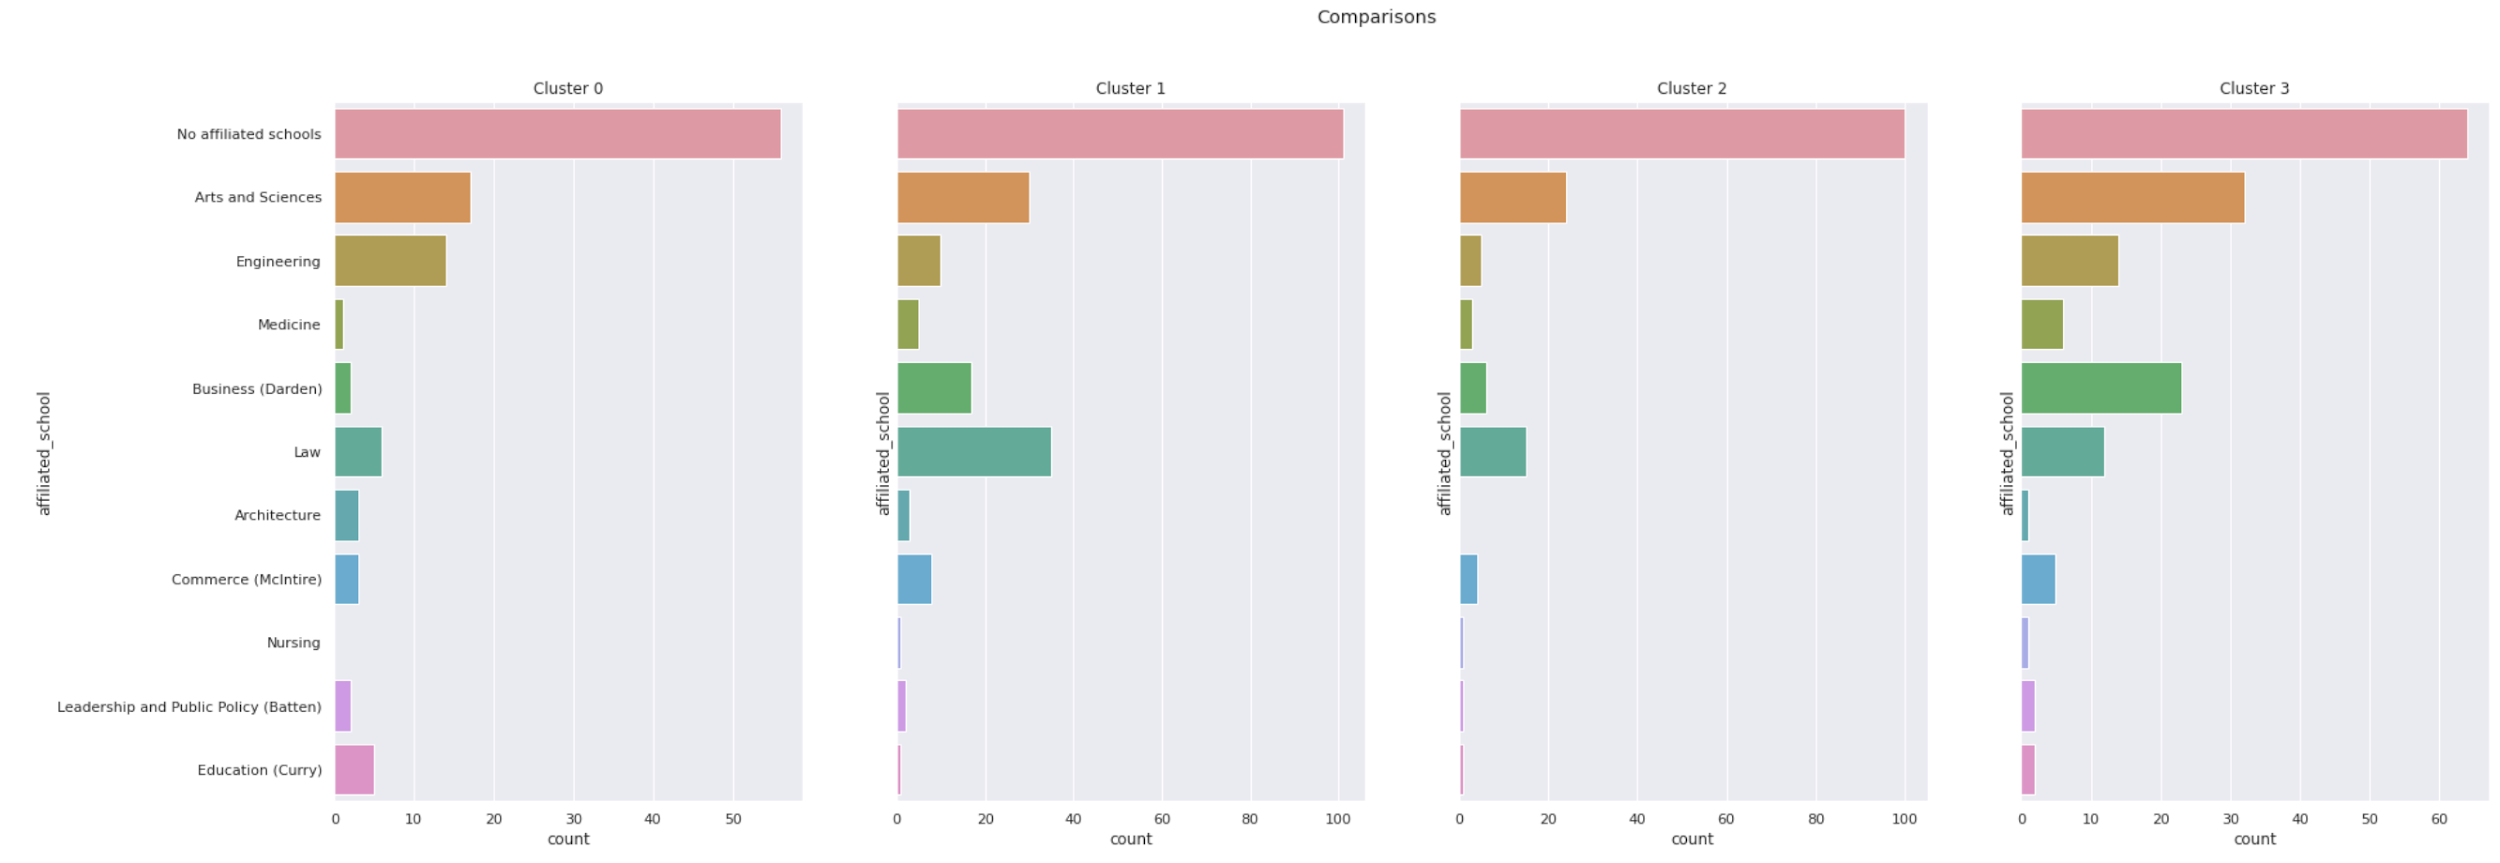 Comparisons
Cluster 0
Cluster 1
Cluster 2
Cluster 3
affiliated_school
No affiliated schools
Arts and Sciences
Engineering
Medicine
Business (Darden)
Law
Architecture
Commerce (McIntire)
Nursing
Leadership and Public Policy (Batten)
Education (Curry)
affiliated_school
affiliated_school
affiliated_school
0 10 20 30 40 50
0 20 40 60 80 100
0 20 40 60 80 100
0 10 20 30 40 50 60
count
count
count
count